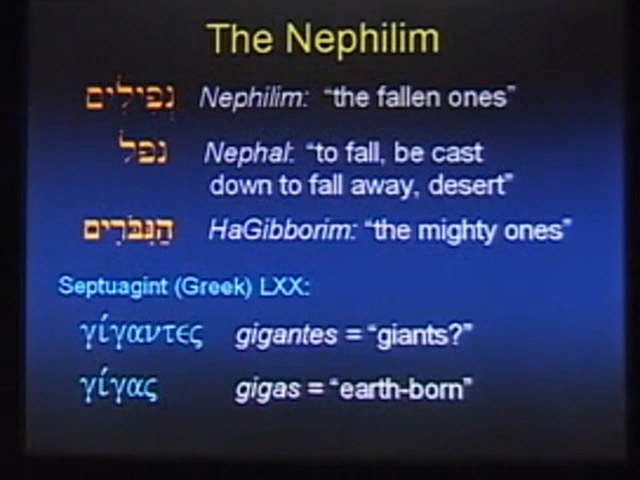 The Nephilim
נְפִילִים Nephilim: “the fallen ones”
נפל Nephal: “to fall, be cast
down to fall away, desert”
הַגִּבֹּרִים HaGibborim: “the mighty ones”
Septuagint (Greek) LXX:
γίγαντες gigantes = “giants?”
γίγας gigas = “earth-born”